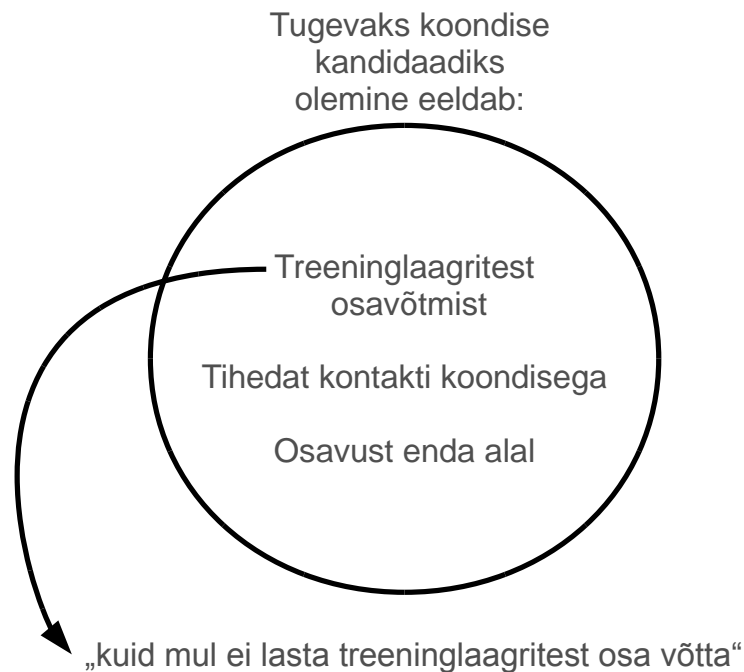 Tugevaks koondise
kandidaadiks
olemine eeldab:
Treeninglaagritest
osavõtmist
Tihedat kontakti koondisega
Osavust enda alal
„kuid mul ei lasta treeninglaagritest osa võtta“